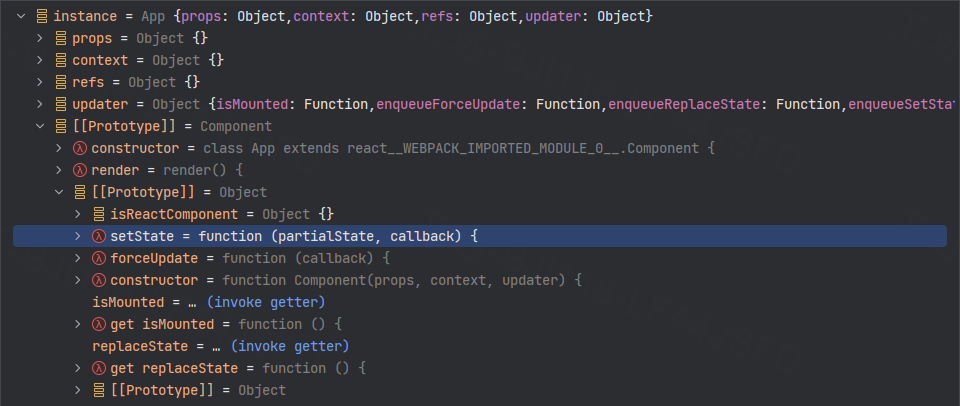 instance = App {props: Object,context: Object,refs: Object,updater: Object}
props = Object {}
context = Object {}
refs = Object {}
updater = Object {isMounted: Function,enqueueForceUpdate: Function,enqueueReplaceState: Function,enqueueSetStat
[[Prototype]] = Component
λ constructor = class App extends react__WEBPACK_IMPORTED_MODULE_0__.Component {
λ render = render() {
[[Prototype]] = Object
isReactComponent = Object {}
λ setState = function (partialState, callback) {
λ forceUpdate = function (callback) {
λ constructor = function Component(props, context, updater) {
isMounted = … (invoke getter)
λ get isMounted = function () {
replaceState = … (invoke getter)
λ get replaceState = function () {
[[Prototype]] = Object